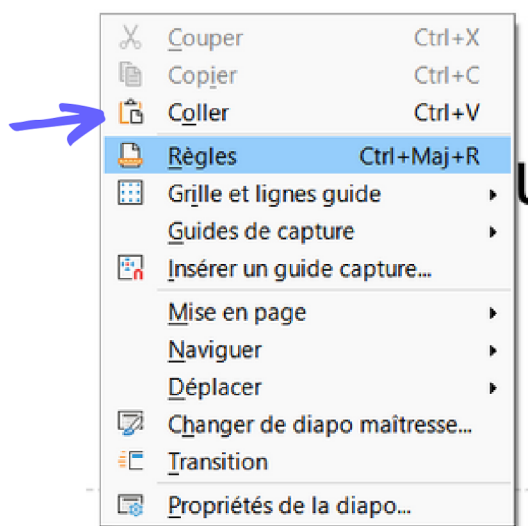 Couper Ctrl+X
Copier Ctrl+C
Coller Ctrl+V
Règles Ctrl+Maj+R
Grille et lignes guide
Guides de capture
Insérer un guide capture...
Mise en page
Naviguer
Déplacer
Changer de diapo maîtresse...
Transition
Propriétés de la diapo...